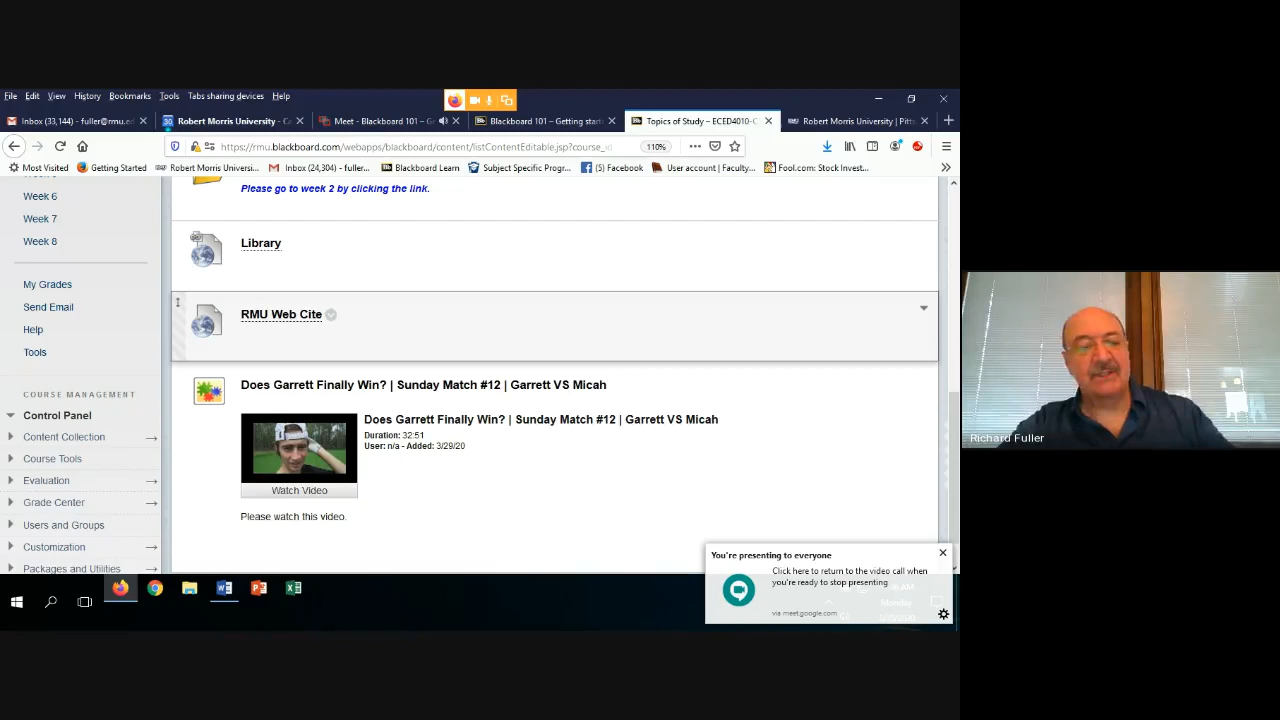 File Edit View History Bookmarks Tools Tabs sharing devices Help
Inbox (33,144) - fuller@rmu.ed
Robert Morris University - Ca
Meet - Blackboard 101 – G
Blackboard 101 – Getting start
Topics of Study – ECED4010-C
Robert Morris University | Pitts
https://rmu.blackboard.com/webapps/blackboard/content/listContentEditable.jsp?course_id
110%
Most Visited
Getting Started
Robert Morris Universi...
Inbox (24,304) - fuller...
Blackboard Learn
Subject Specific Prog...
(5) Facebook
User account | Faculty...
Fool.com: Stock Invest...
Week 6
Week 7
Week 8
My Grades
Send Email
Help
Tools
COURSE MANAGEMENT
Control Panel
Content Collection
Course Tools
Evaluation
Grade Center
Users and Groups
Customization
Packages and Utilities
Please go to week 2 by clicking the link.
Library
RMU Web Cite
Does Garrett Finally Win? | Sunday Match #12 | Garrett VS Micah
Does Garrett Finally Win? | Sunday Match #12 | Garrett VS Micah
Duration: 32:51
User: n/a - Added: 3/29/20
Watch Video
Please watch this video.
You're presenting to everyone
Click here to return to the video call when
you're ready to stop presenting
via meet.google.com
AM
Monday
Richard Fuller